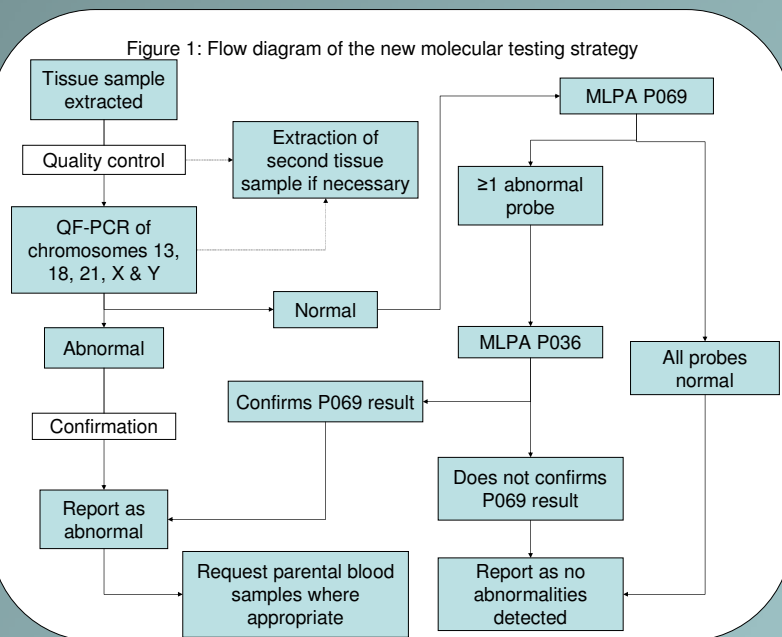 Figure 1: Flow diagram of the new molecular testing strategy
Tissue sample
extracted
Quality control
Extraction of
second tissue
sample if necessary
QF-PCR of
chromosomes 13,
18, 21, X & Y
Normal
Abnormal
Confirmation
Report as
abnormal
Request parental blood
samples where
appropriate
MLPA P069
≥1 abnormal
probe
MLPA P036
All probes
normal
Confirms P069 result
Does not confirms
P069 result
Report as no
abnormalities
detected